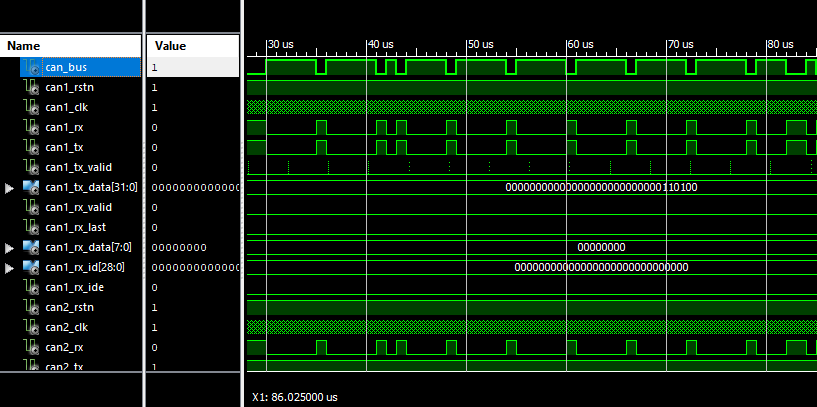 30 us 40 us 50 us 60 us 70 us 80 us
Name Value
can_bus 1
can1_rstn 1
can1_clk 1
can1_rx 0
can1_tx 0
can1_tx_valid 0
can1_tx_data[31:0] 00000000000000000000000000110100
can1_rx_valid 0
can1_rx_last 0
can1_rx_data[7:0] 00000000 00000000
can1_rx_id[28:0] 00000000000000000000000000000
can1_rx_ide 0
can2_rstn 1
can2_clk 1
can2_rx 0
can2_tx 1
X1: 86.025000 us